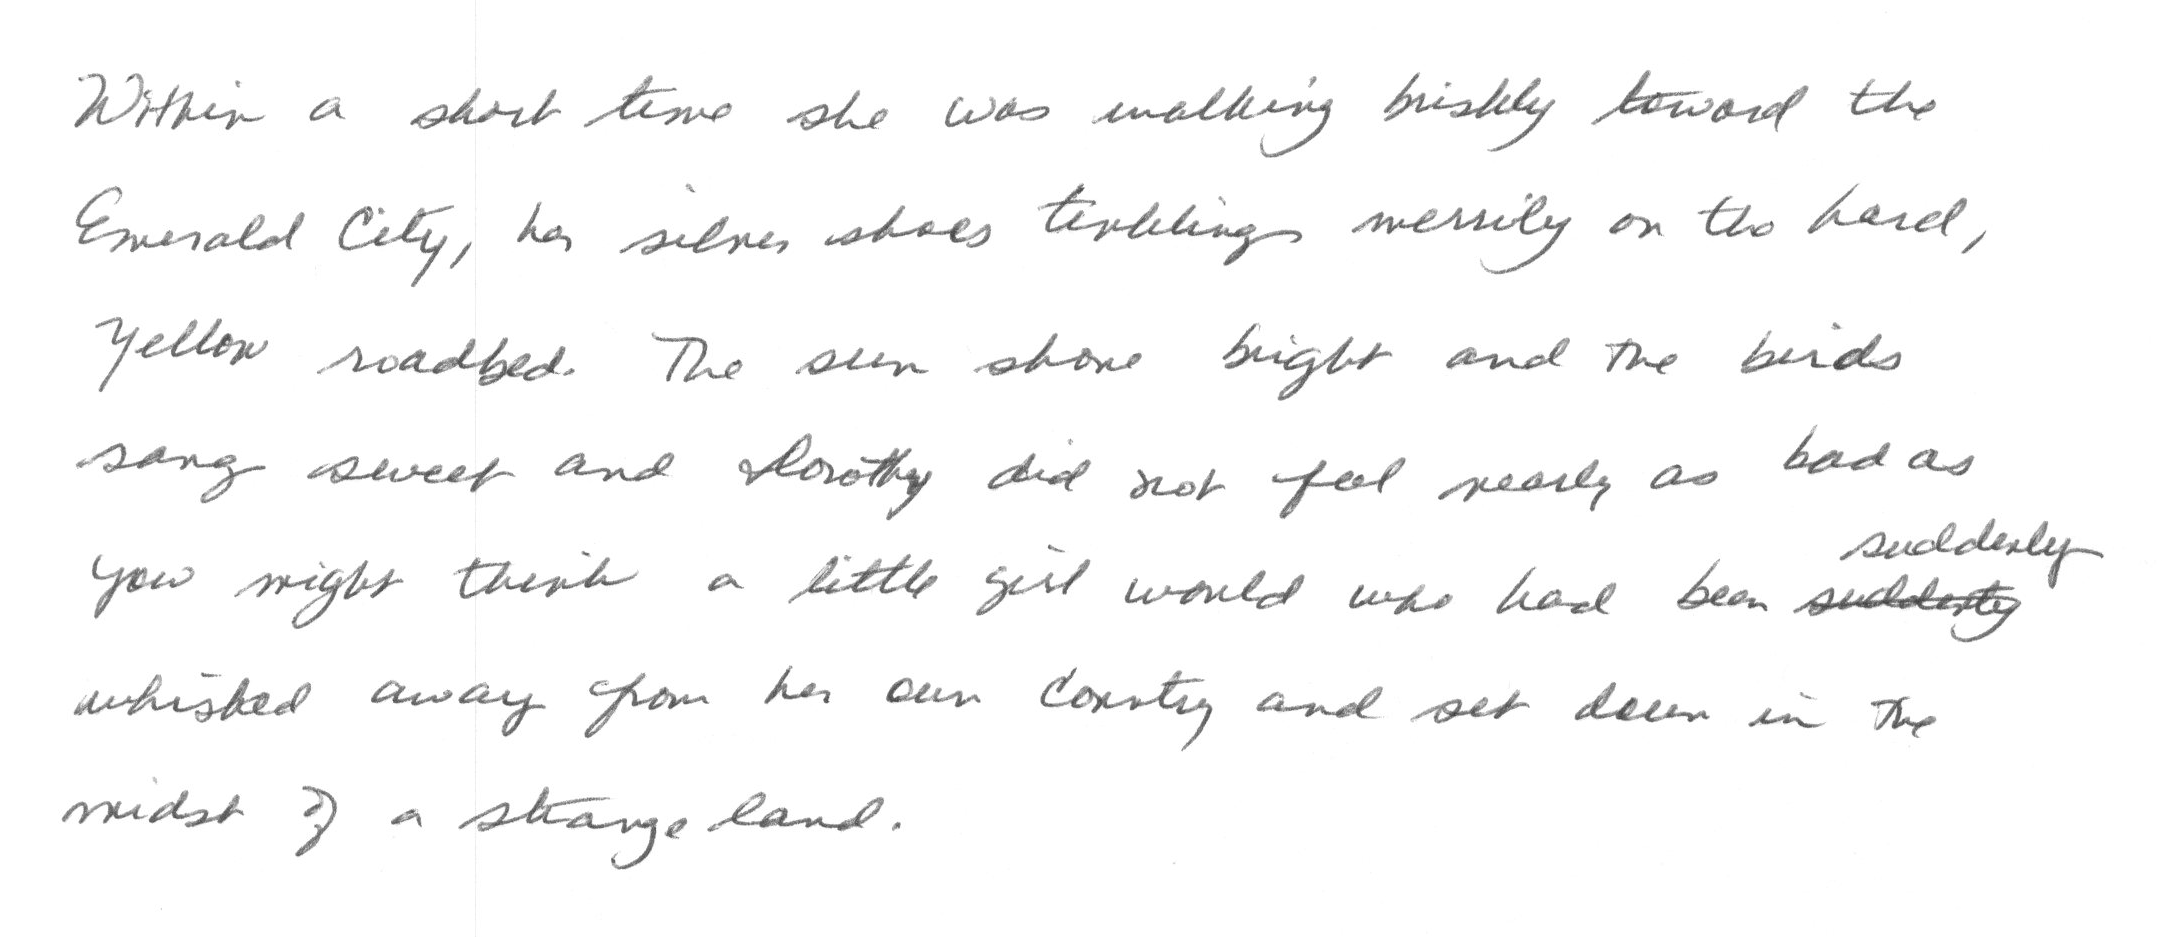 Within a short time she was walking briskly toward the
Emerald City, her silver shoes tinkling merrily on the hard,
yellow roadbed. The sun shone bright and the birds
sang sweet and Dorothy did not feel nearly as bad as
you might think a little girl would who had been suddenly suddenly
whisked away from her own country and set down in the
midst of a strange land.